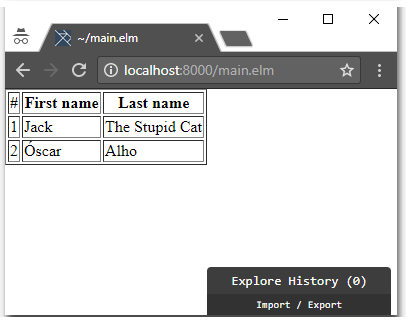 ~/main.elm
localhost:8000/main.elm
# First name Last name
1 Jack The Stupid Cat
2 Óscar Alho
Explore History (0)
Import / Export